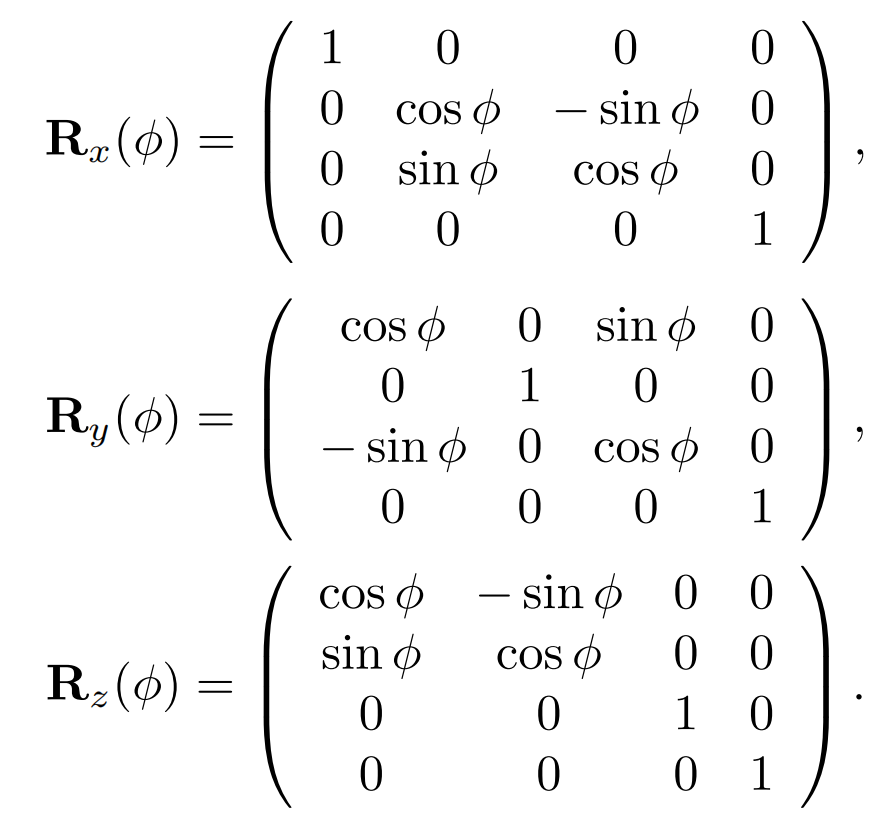 1 0 0 0
0 cos ϕ − sin ϕ 0
R_x(ϕ) = ,
0 sin ϕ cos ϕ 0
0 0 0 1
cos ϕ 0 sin ϕ 0
0 1 0 0
R_y(ϕ) = ,
− sin ϕ 0 cos ϕ 0
0 0 0 1
cos ϕ − sin ϕ 0 0
sin ϕ cos ϕ 0 0
R_z(ϕ) = .
0 0 1 0
0 0 0 1